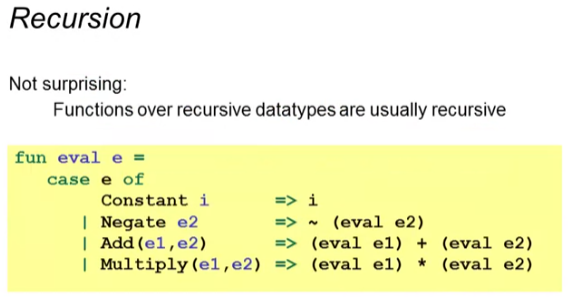 Recursion
Not surprising:
Functions over recursive datatypes are usually recursive
fun eval e =
case e of
Constant i => i
| Negate e2 => ~ (eval e2)
| Add(e1,e2) => (eval e1) + (eval e2)
| Multiply(e1,e2) => (eval e1) * (eval e2)